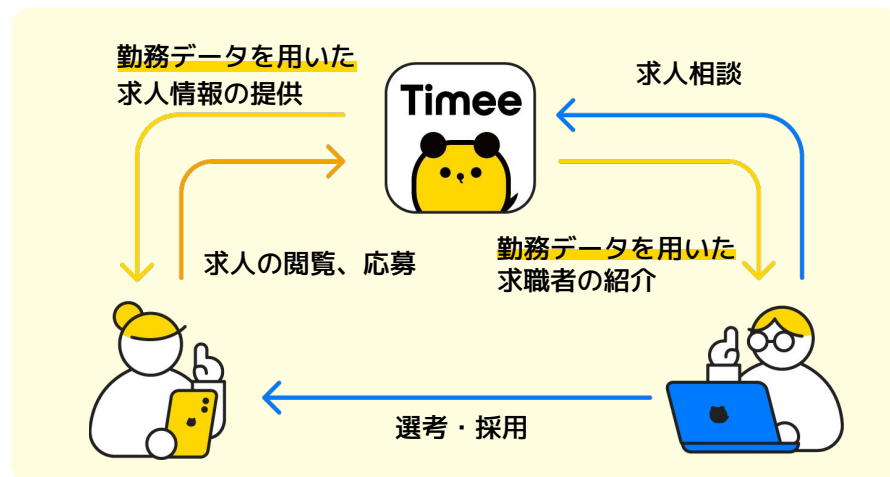 勤務データを用いた
求人情報の提供
Timee
求人相談
求人の閲覧、応募
勤務データを用いた
求職者の紹介
選考・採用